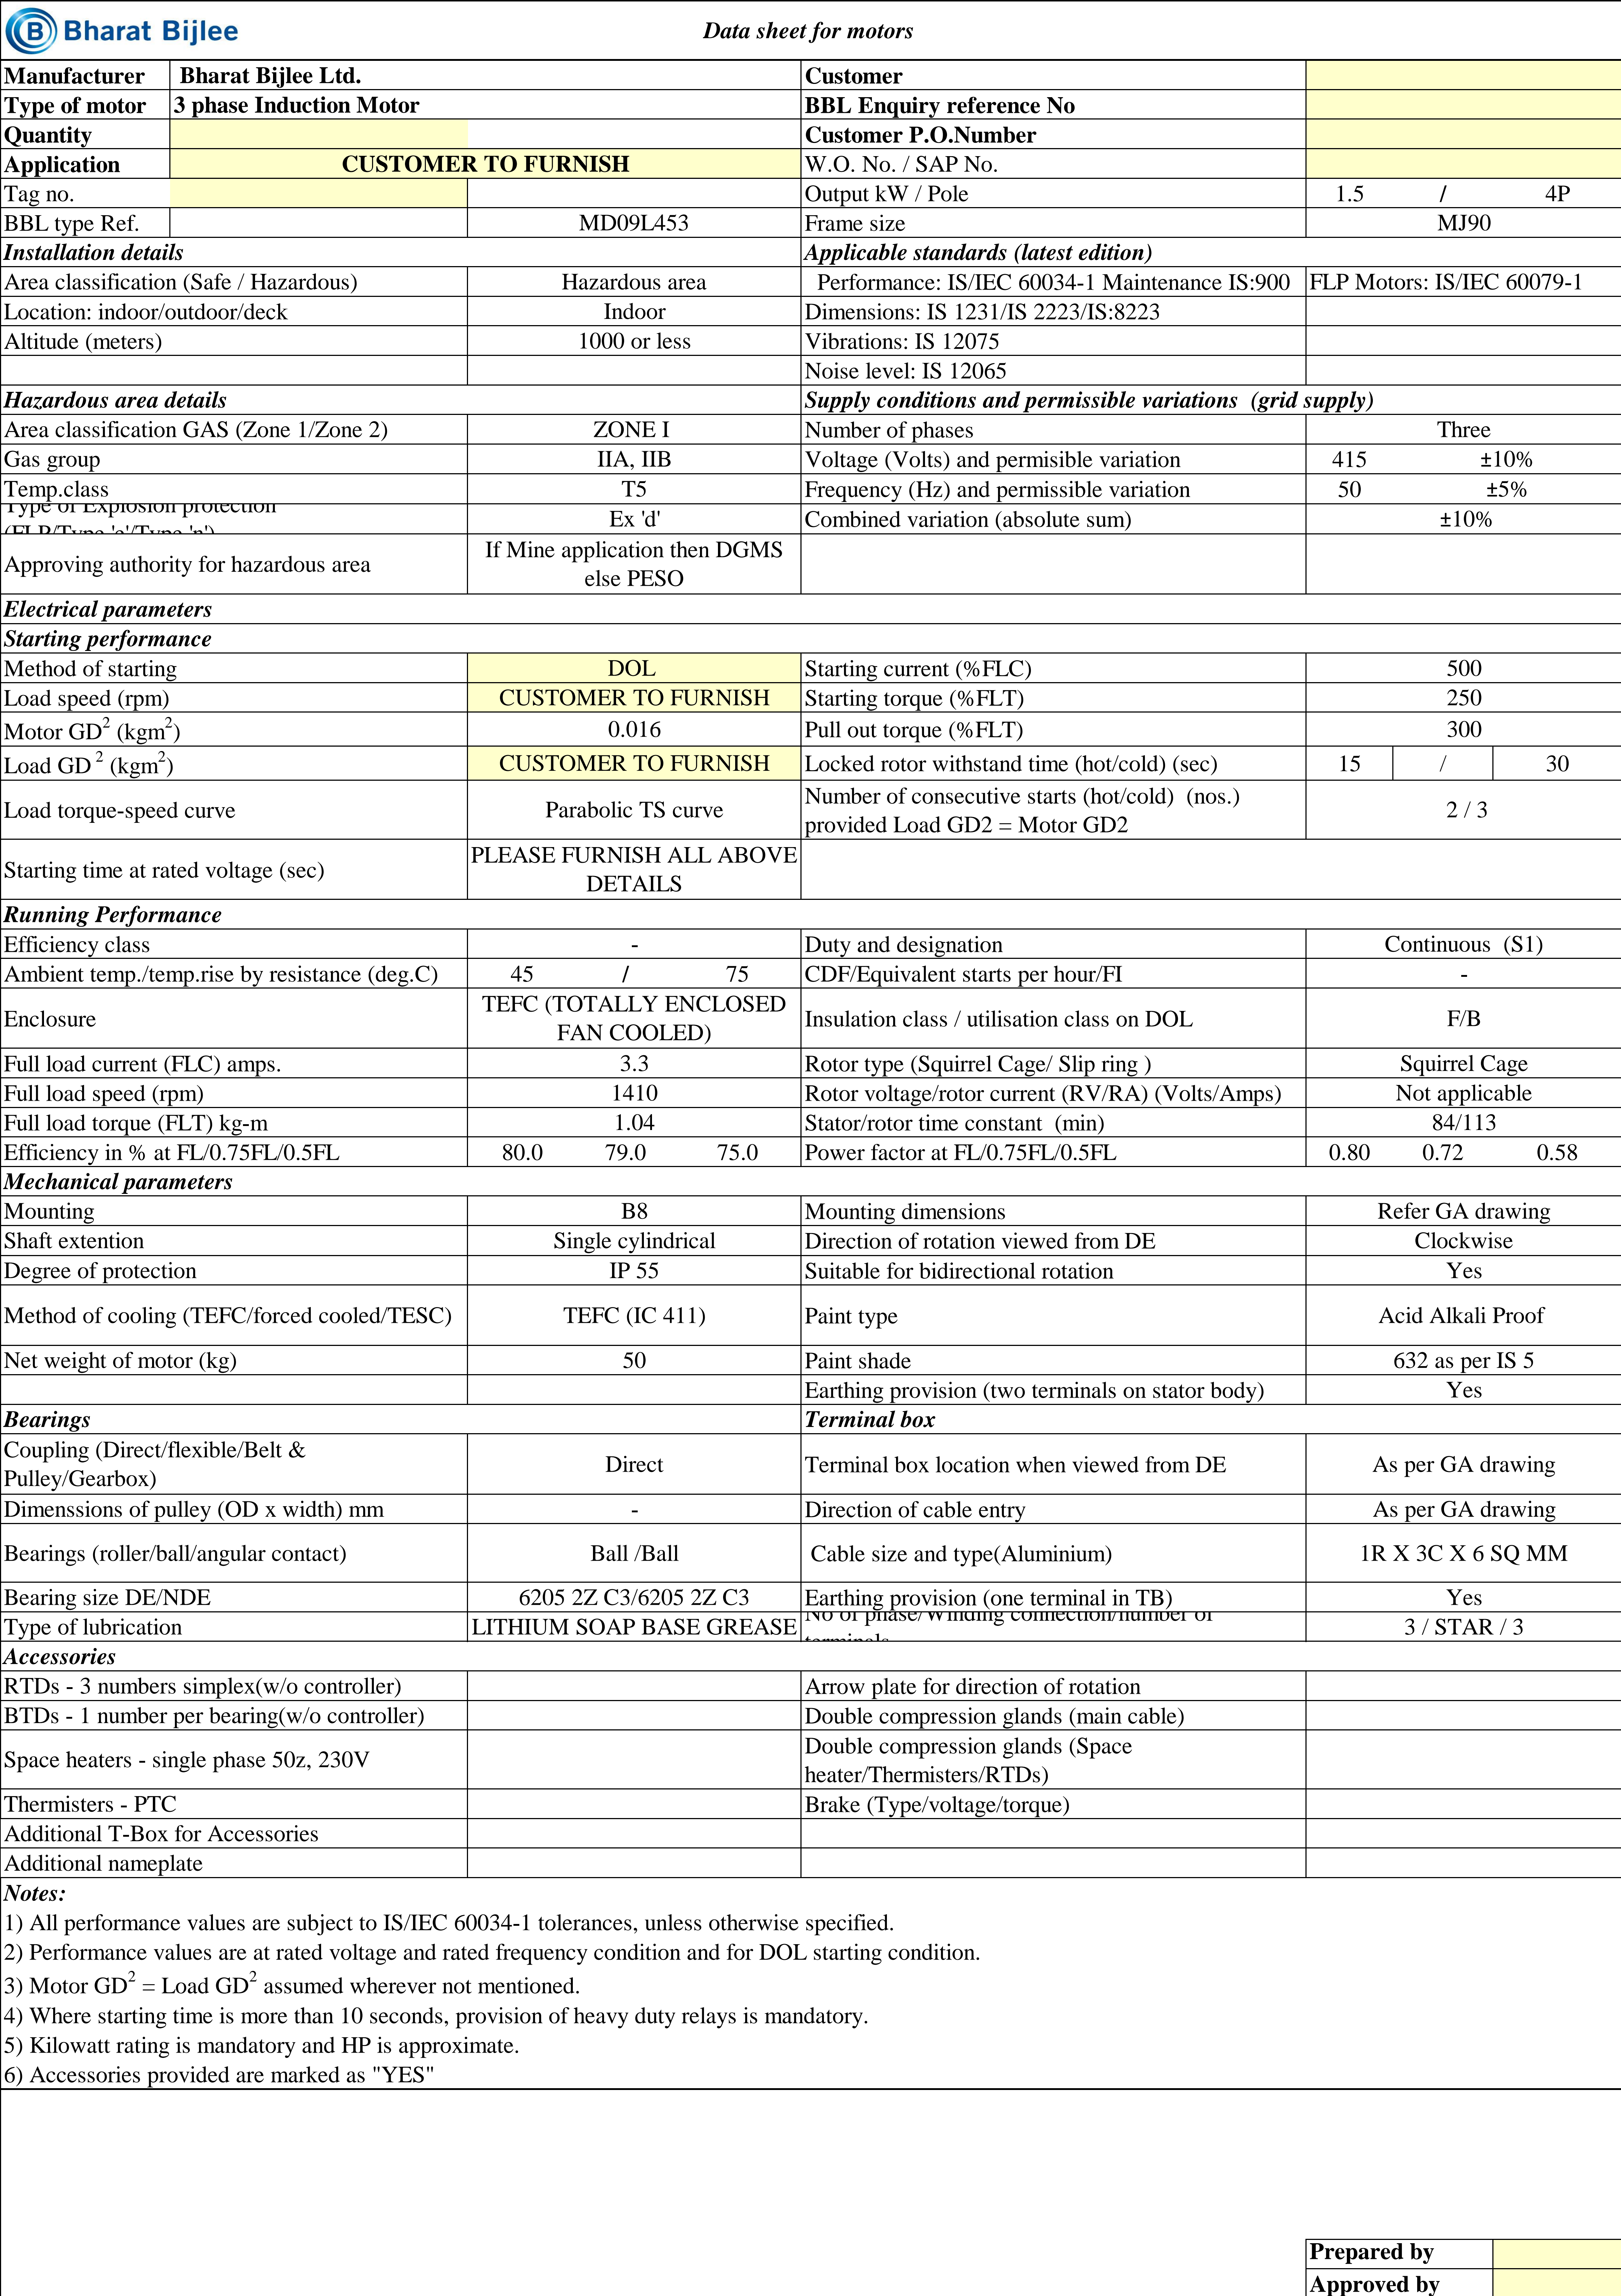 Bharat Bijlee Data sheet for motors
Manufacturer Bharat Bijlee Ltd. Customer
Type of motor 3 phase Induction Motor BBL Enquiry reference No
Quantity Customer P.O.Number
Application CUSTOMER TO FURNISH W.O. No. / SAP No.
Tag no. Output kW / Pole 1.5 / 4P
BBL type Ref. MD09L453 Frame size MJ90
Installation details Applicable standards (latest edition)
Area classification (Safe / Hazardous) Hazardous area Performance: IS/IEC 60034-1 Maintenance IS:900 FLP Motors: IS/IEC 60079-1
Location: indoor/outdoor/deck Indoor Dimensions: IS 1231/IS 2223/IS:8223
Altitude (meters) 1000 or less Vibrations: IS 12075
Noise level: IS 12065
Hazardous area details Supply conditions and permissible variations (grid supply)
Area classification GAS (Zone 1/Zone 2) ZONE I Number of phases Three
Gas group IIA, IIB Voltage (Volts) and permisible variation 415 ±10%
Temp.class T5 Frequency (Hz) and permissible variation 50 ±5%
Type of Explosion protection
(FLP/Type 'e'/Type 'n') Ex 'd' Combined variation (absolute sum) ±10%
Approving authority for hazardous area If Mine application then DGMS
else PESO
Electrical parameters
Starting performance
Method of starting DOL Starting current (%FLC) 500
Load speed (rpm) CUSTOMER TO FURNISH Starting torque (%FLT) 250
Motor GD2 (kgm2) 0.016 Pull out torque (%FLT) 300
Load GD 2 (kgm2) CUSTOMER TO FURNISH Locked rotor withstand time (hot/cold) (sec) 15 / 30
Load torque-speed curve Parabolic TS curve Number of consecutive starts (hot/cold) (nos.)
provided Load GD2 = Motor GD2 2 / 3
Starting time at rated voltage (sec) PLEASE FURNISH ALL ABOVE
DETAILS
Running Performance
Efficiency class - Duty and designation Continuous (S1)
Ambient temp./temp.rise by resistance (deg.C) 45 / 75 CDF/Equivalent starts per hour/FI -
Enclosure TEFC (TOTALLY ENCLOSED
FAN COOLED) Insulation class / utilisation class on DOL F/B
Full load current (FLC) amps. 3.3 Rotor type (Squirrel Cage/ Slip ring ) Squirrel Cage
Full load speed (rpm) 1410 Rotor voltage/rotor current (RV/RA) (Volts/Amps) Not applicable
Full load torque (FLT) kg-m 1.04 Stator/rotor time constant (min) 84/113
Efficiency in % at FL/0.75FL/0.5FL 80.0 79.0 75.0 Power factor at FL/0.75FL/0.5FL 0.80 0.72 0.58
Mechanical parameters
Mounting B8 Mounting dimensions Refer GA drawing
Shaft extention Single cylindrical Direction of rotation viewed from DE Clockwise
Degree of protection IP 55 Suitable for bidirectional rotation Yes
Method of cooling (TEFC/forced cooled/TESC) TEFC (IC 411) Paint type Acid Alkali Proof
Net weight of motor (kg) 50 Paint shade 632 as per IS 5
Earthing provision (two terminals on stator body) Yes
Bearings Terminal box
Coupling (Direct/flexible/Belt &
Pulley/Gearbox) Direct Terminal box location when viewed from DE As per GA drawing
Dimenssions of pulley (OD x width) mm - Direction of cable entry As per GA drawing
Bearings (roller/ball/angular contact) Ball /Ball Cable size and type(Aluminium) 1R X 3C X 6 SQ MM
Bearing size DE/NDE 6205 2Z C3/6205 2Z C3 Earthing provision (one terminal in TB) Yes
Type of lubrication LITHIUM SOAP BASE GREASE No of phase/Winding connection/number of
terminals 3 / STAR / 3
Accessories
RTDs - 3 numbers simplex(w/o controller) Arrow plate for direction of rotation
BTDs - 1 number per bearing(w/o controller) Double compression glands (main cable)
Space heaters - single phase 50z, 230V Double compression glands (Space
heater/Thermisters/RTDs)
Thermisters - PTC Brake (Type/voltage/torque)
Additional T-Box for Accessories
Additional nameplate
Notes:
1) All performance values are subject to IS/IEC 60034-1 tolerances, unless otherwise specified.
2) Performance values are at rated voltage and rated frequency condition and for DOL starting condition.
3) Motor GD2 = Load GD2 assumed wherever not mentioned.
4) Where starting time is more than 10 seconds, provision of heavy duty relays is mandatory.
5) Kilowatt rating is mandatory and HP is approximate.
6) Accessories provided are marked as "YES"
Prepared by
Approved by